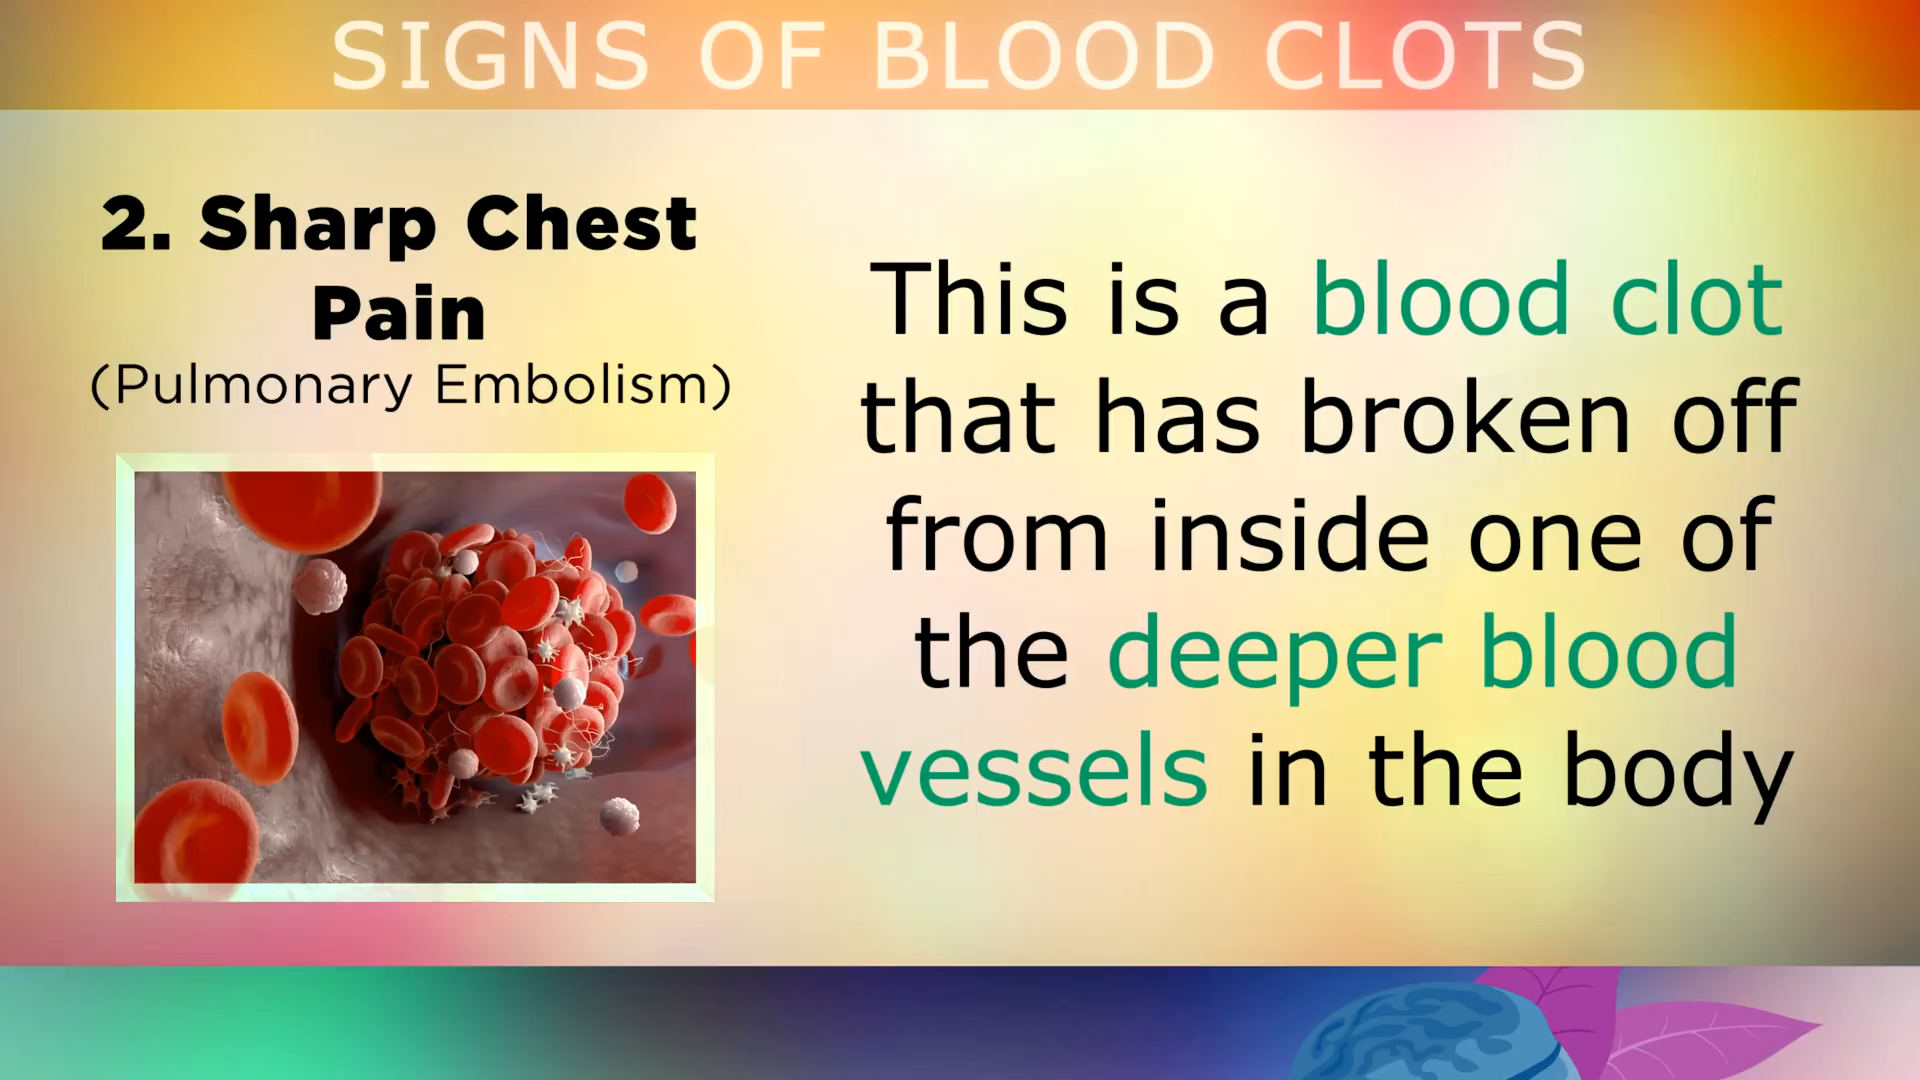 SIGNS OF BLOOD CLOTS
2. Sharp Chest
Pain
(Pulmonary Embolism)
This is a blood clot
that has broken off
from inside one of
the deeper blood
vessels in the body